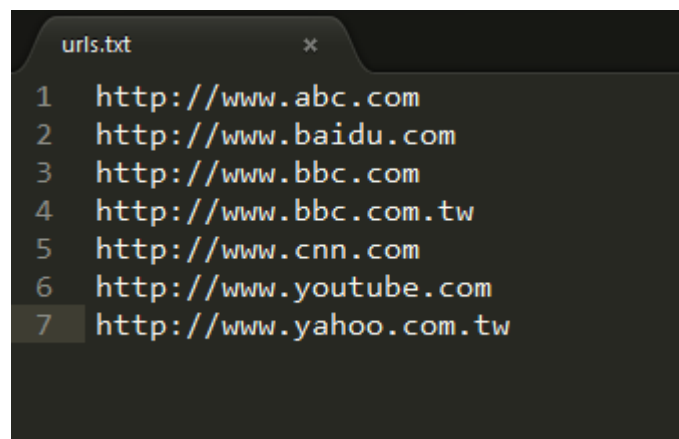 urls.txt ×
1 http://www.abc.com
2 http://www.baidu.com
3 http://www.bbc.com
4 http://www.bbc.com.tw
5 http://www.cnn.com
6 http://www.youtube.com
7 http://www.yahoo.com.tw